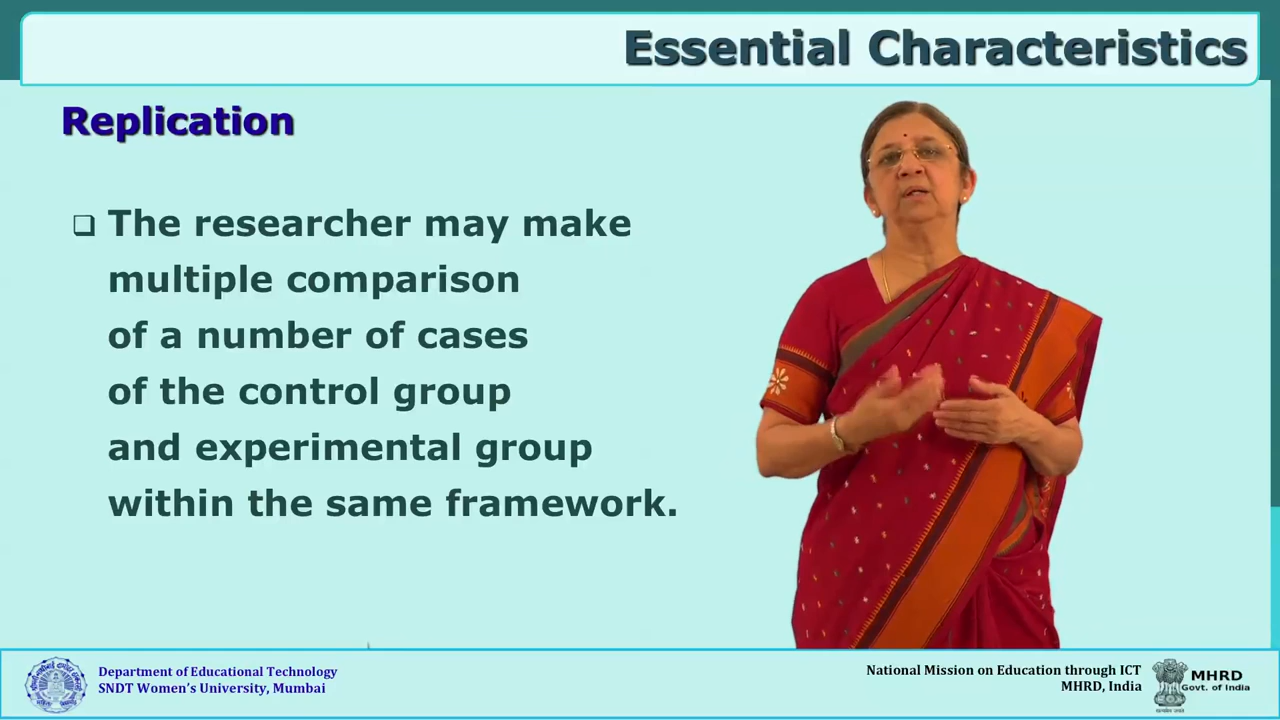 Essential Characteristics
Replication
The researcher may make
multiple comparison
of a number of cases
of the control group
and experimental group
within the same framework.
Department of Educational Technology
SNDT Women's University, Mumbai
National Mission on Education through ICT
MHRD, India
MHRD
Govt. of India